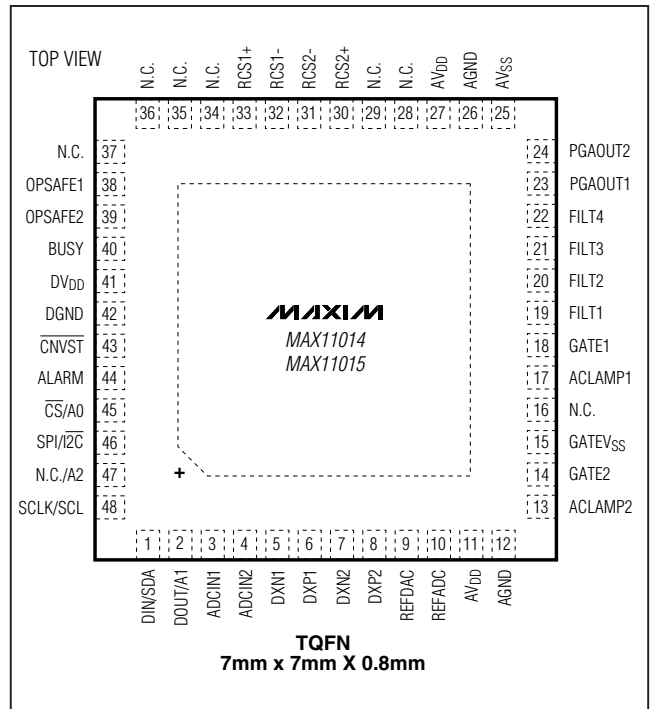 TOP VIEW
N.C.
N.C.
N.C.
RCS1+
RCS1-
RCS2-
RCS2+
N.C.
N.C.
AVDD
AGND
AVSS
36 35 34 33 32 31 30 29 28 27 26 25
N.C. 37
OPSAFE1 38
OPSAFE2 39
BUSY 40
DVDD 41
DGND 42
CNVST 43
ALARM 44
CS/A0 45
SPI/I2C 46
N.C./A2 47
SCLK/SCL 48
MAXIM
MAX11014
MAX11015
+
24 PGAOUT2
23 PGAOUT1
22 FILT4
21 FILT3
20 FILT2
19 FILT1
18 GATE1
17 ACLAMP1
16 N.C.
15 GATEVSS
14 GATE2
13 ACLAMP2
1 2 3 4 5 6 7 8 9 10 11 12
DIN/SDA
DOUT/A1
ADCIN1
ADCIN2
DXN1
DXP1
DXN2
DXP2
REFDAC
REFADC
AVDD
AGND
TQFN
7mm x 7mm X 0.8mm